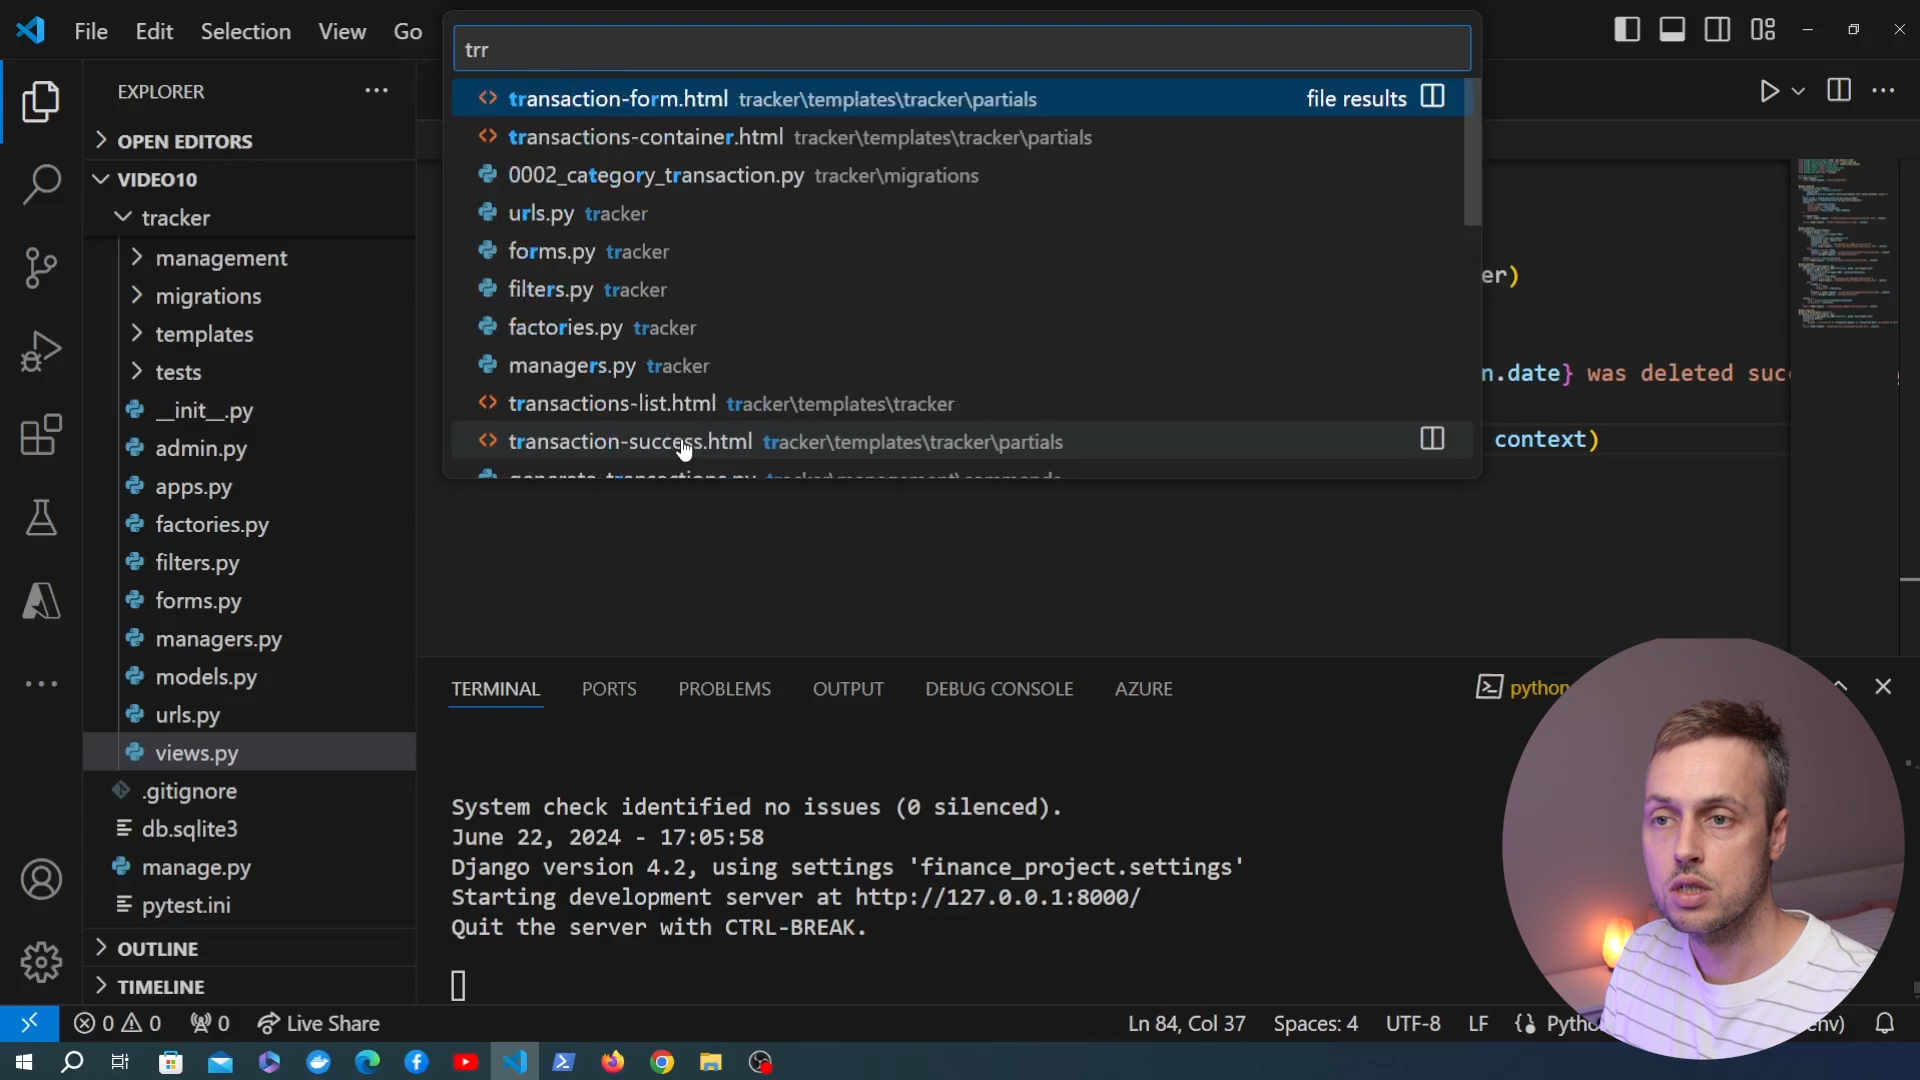 File Edit Selection View Go
trr
EXPLORER
OPEN EDITORS
VIDEO10
tracker
management
migrations
templates
tests
__init__.py
admin.py
apps.py
factories.py
filters.py
forms.py
managers.py
models.py
urls.py
views.py
.gitignore
db.sqlite3
manage.py
pytest.ini
OUTLINE
TIMELINE
transaction-form.html tracker\templates\tracker\partials file results
transactions-container.html tracker\templates\tracker\partials
0002_category_transaction.py tracker\migrations
urls.py tracker
forms.py tracker
filters.py tracker
factories.py tracker
managers.py tracker
transactions-list.html tracker\templates\tracker
transaction-success.html tracker\templates\tracker\partials
er)
n.date} was deleted suc
context)
TERMINAL PORTS PROBLEMS OUTPUT DEBUG CONSOLE AZURE
python
System check identified no issues (0 silenced).
June 22, 2024 - 17:05:58
Django version 4.2, using settings 'finance_project.settings'
Starting development server at http://127.0.0.1:8000/
Quit the server with CTRL-BREAK.
0 0 0 Live Share Ln 84, Col 37 Spaces: 4 UTF-8 LF Pytho env)